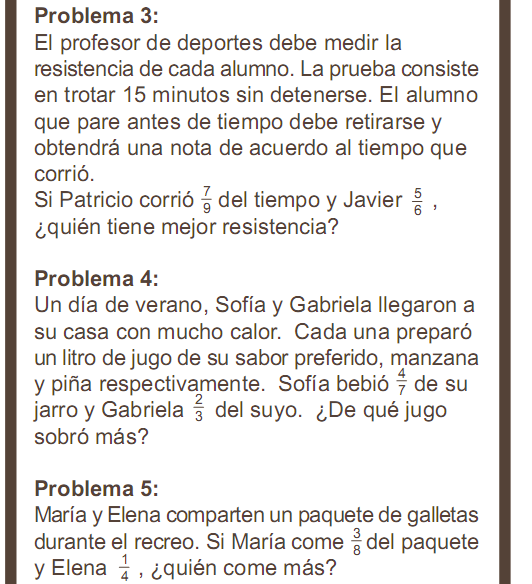 Problema 3:
El profesor de deportes debe medir la
resistencia de cada alumno. La prueba consiste
en trotar 15 minutos sin detenerse. El alumno
que pare antes de tiempo debe retirarse y
obtendrá una nota de acuerdo al tiempo que
corrió.
Si Patricio corrió 7/9 del tiempo y Javier 5/6 ,
¿quién tiene mejor resistencia?
Problema 4:
Un día de verano, Sofía y Gabriela llegaron a
su casa con mucho calor. Cada una preparó
un litro de jugo de su sabor preferido, manzana
y piña respectivamente. Sofía bebió 4/7 de su
jarro y Gabriela 2/3 del suyo. ¿De qué jugo
sobró más?
Problema 5:
María y Elena comparten un paquete de galletas
durante el recreo. Si María come 3/8 del paquete
y Elena 1/4 , ¿quién come más?